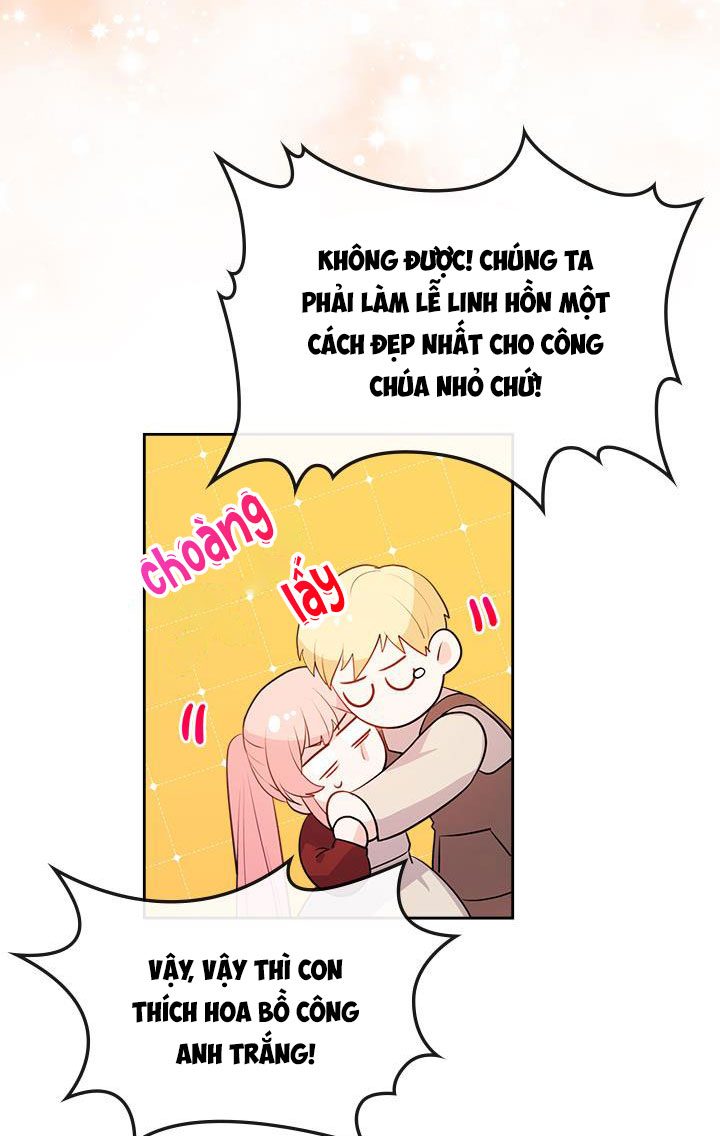 KHÔNG ĐƯỢC! CHÚNG TA
PHẢI LÀM LỄ LINH HỒN MỘT
CÁCH ĐẸP NHẤT CHO CÔNG
CHÚA NHỎ CHỨ!
choàng
lấy
VẬY, VẬY THÌ CON
THÍCH HOA BỒ CÔNG
ANH TRẮNG!